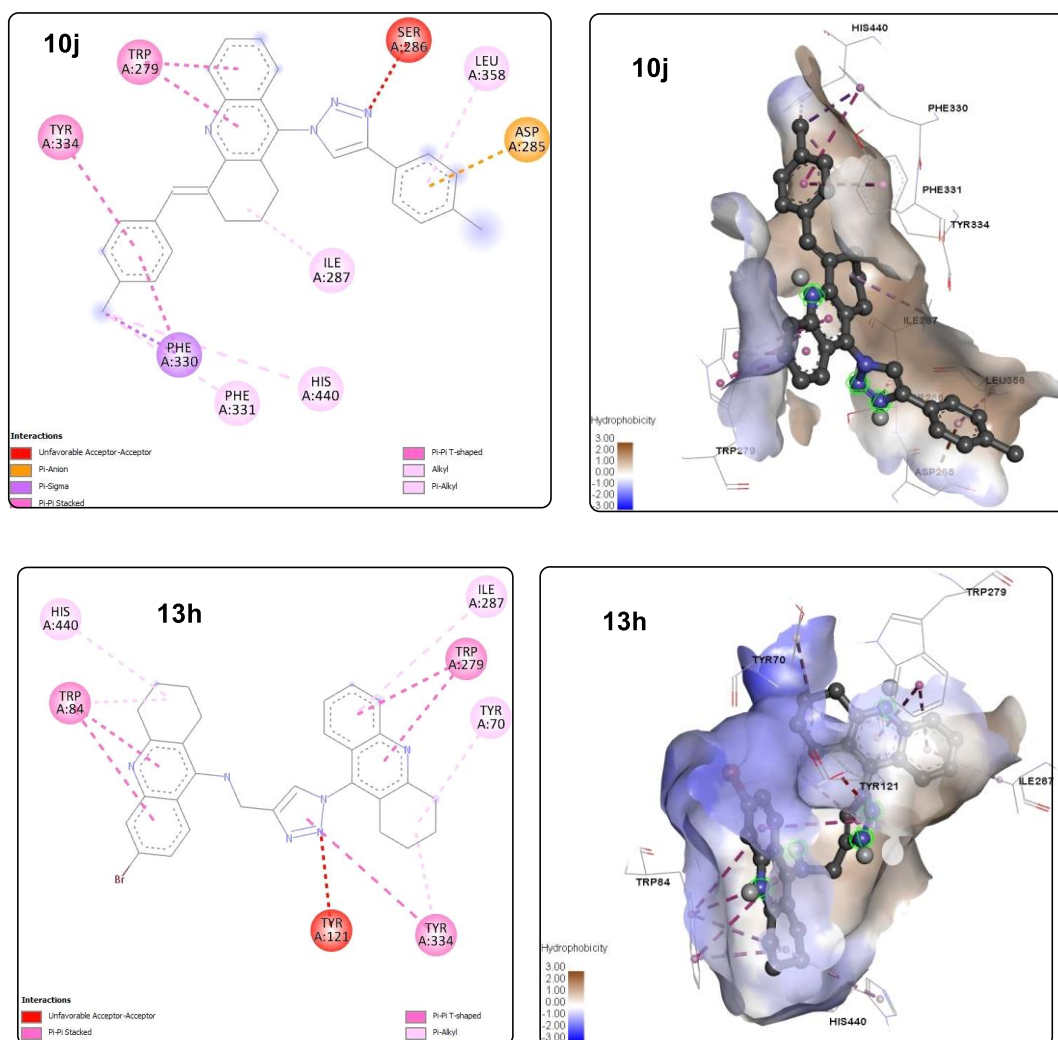 10j
TRP
A:279
SER
A:286
LEU
A:358
TYR
A:334
ASP
A:285
ILE
A:287
PHE
A:330
PHE
A:331
HIS
A:440
N
N
N
N
Interactions
Unfavorable Acceptor-Acceptor
Pi-Anion
Pi-Sigma
Pi-Pi Stacked
Pi-Pi T-shaped
Alkyl
Pi-Alkyl
10j
HIS440
PHE330
PHE331
TYR334
ILE287
LEU358
ASP285
TRP279
Hydrophobicity
3.00
2.00
1.00
0.00
-1.00
-2.00
-3.00
13h
HIS
A:440
ILE
A:287
TRP
A:279
TRP
A:84
TYR
A:70
N
N
N
N
N
N
Br
TYR
A:121
TYR
A:334
Interactions
Unfavorable Acceptor-Acceptor
Pi-Pi Stacked
Pi-Pi T-shaped
Pi-Alkyl
13h
TRP279
TYR70
ILE287
TYR121
TRP84
HIS440
Hydrophobicity
3.00
2.00
1.00
0.00
-1.00
-2.00
-3.00